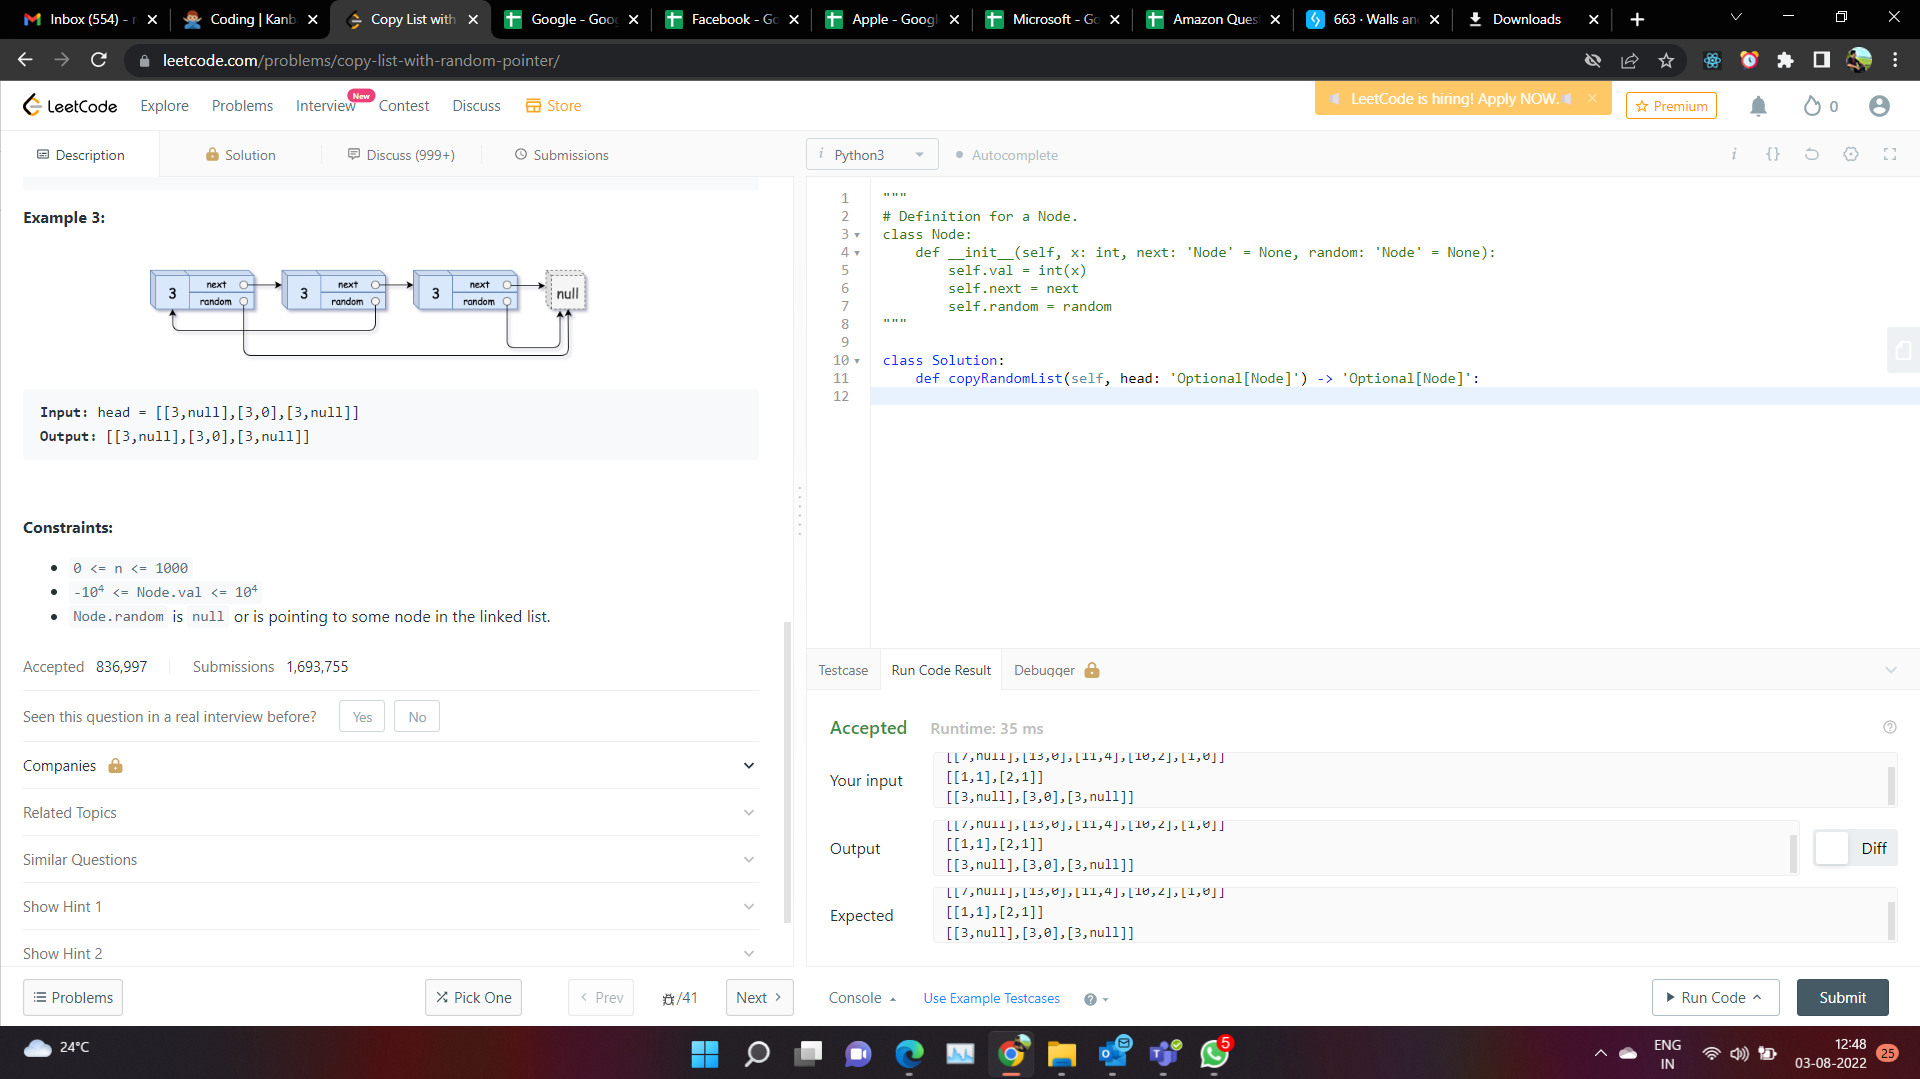 Inbox (554) -
Coding | Kanb
Copy List with
Google - Goo
Facebook - Go
Apple - Googl
Microsoft - Go
Amazon Ques
663 · Walls an
Downloads
leetcode.com/problems/copy-list-with-random-pointer/
LeetCode
Explore
Problems
Interview
New
Contest
Discuss
Store
LeetCode is hiring! Apply NOW.
Premium
0
Description
Solution
Discuss (999+)
Submissions
i Python3
Autocomplete
i
{}
Example 3:
3 next random
3 next random
3 next random
null
Input: head = [[3,null],[3,0],[3,null]]
Output: [[3,null],[3,0],[3,null]]
Constraints:
0 <= n <= 1000
-10⁴ <= Node.val <= 10⁴
Node.random is null or is pointing to some node in the linked list.
Accepted 836,997 Submissions 1,693,755
Seen this question in a real interview before? Yes No
Companies
Related Topics
Similar Questions
Show Hint 1
Show Hint 2
Problems
Pick One
Prev
/41
Next
1 """
2 # Definition for a Node.
3 class Node:
4 def __init__(self, x: int, next: 'Node' = None, random: 'Node' = None):
5 self.val = int(x)
6 self.next = next
7 self.random = random
8 """
9
10 class Solution:
11 def copyRandomList(self, head: 'Optional[Node]') -> 'Optional[Node]':
12
Testcase
Run Code Result
Debugger
Accepted Runtime: 35 ms
Your input
[[7,null],[13,0],[11,4],[10,2],[1,0]]
[[1,1],[2,1]]
[[3,null],[3,0],[3,null]]
Output
[[7,null],[13,0],[11,4],[10,2],[1,0]]
[[1,1],[2,1]]
[[3,null],[3,0],[3,null]]
Diff
Expected
[[7,null],[13,0],[11,4],[10,2],[1,0]]
[[1,1],[2,1]]
[[3,null],[3,0],[3,null]]
Console
Use Example Testcases
Run Code
Submit
24°C
5
ENG
IN
12:48
03-08-2022
25